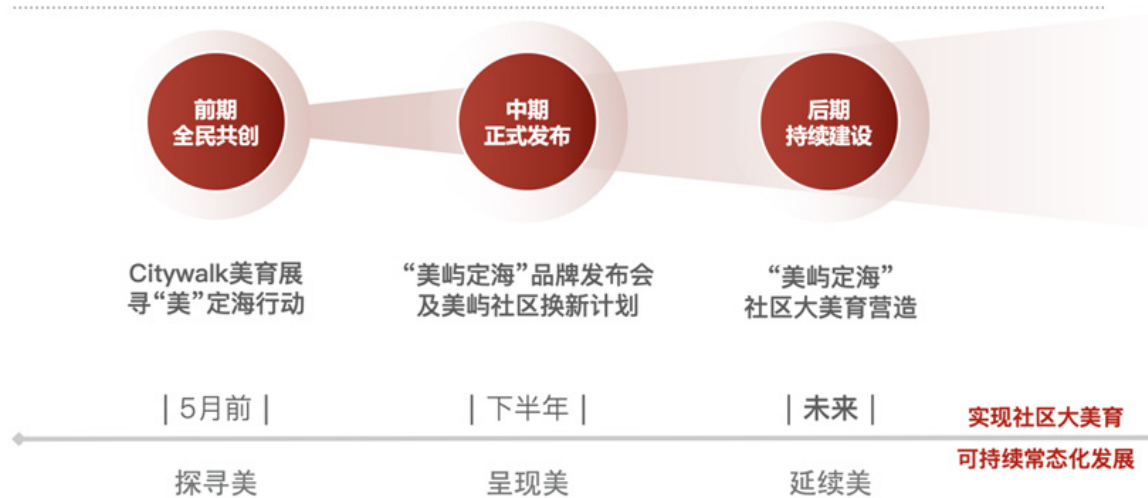 前期
全民共创
中期
正式发布
后期
持续建设
Citywalk美育展
寻“美”定海行动
“美屿定海”品牌发布会
及美屿社区换新计划
“美屿定海”
社区大美育营造
| 5月前 |
| 下半年 |
| 未来 |
实现社区大美育
可持续常态化发展
探寻美
呈现美
延续美